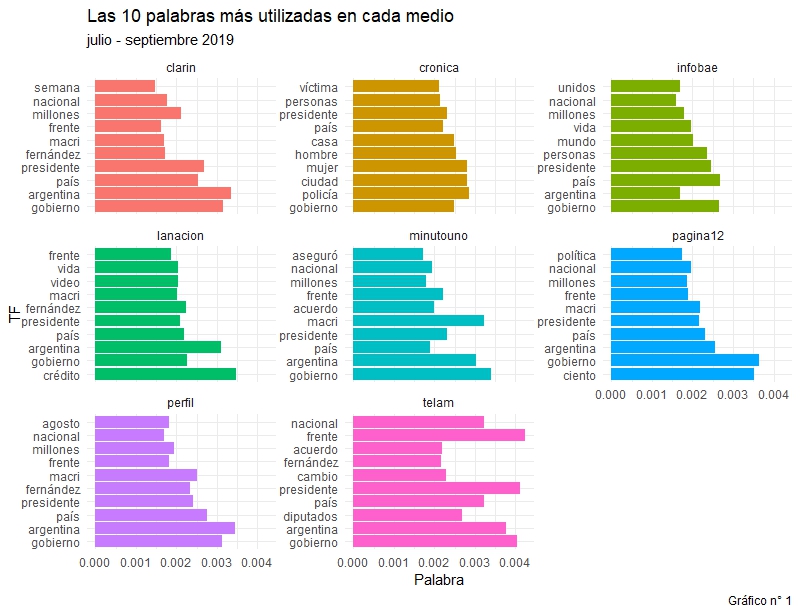 Las 10 palabras más utilizadas en cada medio
julio - septiembre 2019
clarin
semana
nacional
millones
frente
macri
fernández
presidente
país
argentina
gobierno
cronica
víctima
personas
presidente
país
casa
hombre
mujer
ciudad
policía
gobierno
infobae
unidos
nacional
millones
vida
mundo
personas
presidente
país
argentina
gobierno
lanacion
frente
vida
video
macri
fernández
presidente
país
argentina
gobierno
crédito
minutouno
aseguró
nacional
millones
frente
acuerdo
macri
presidente
país
argentina
gobierno
pagina12
política
nacional
millones
frente
macri
presidente
país
argentina
gobierno
ciento
0.000 0.001 0.002 0.003 0.004
perfil
agosto
nacional
millones
frente
macri
fernández
presidente
país
argentina
gobierno
0.000 0.001 0.002 0.003 0.004
telam
nacional
frente
acuerdo
fernández
cambio
presidente
país
diputados
argentina
gobierno
0.000 0.001 0.002 0.003 0.004
TF
Palabra
Gráfico n° 1